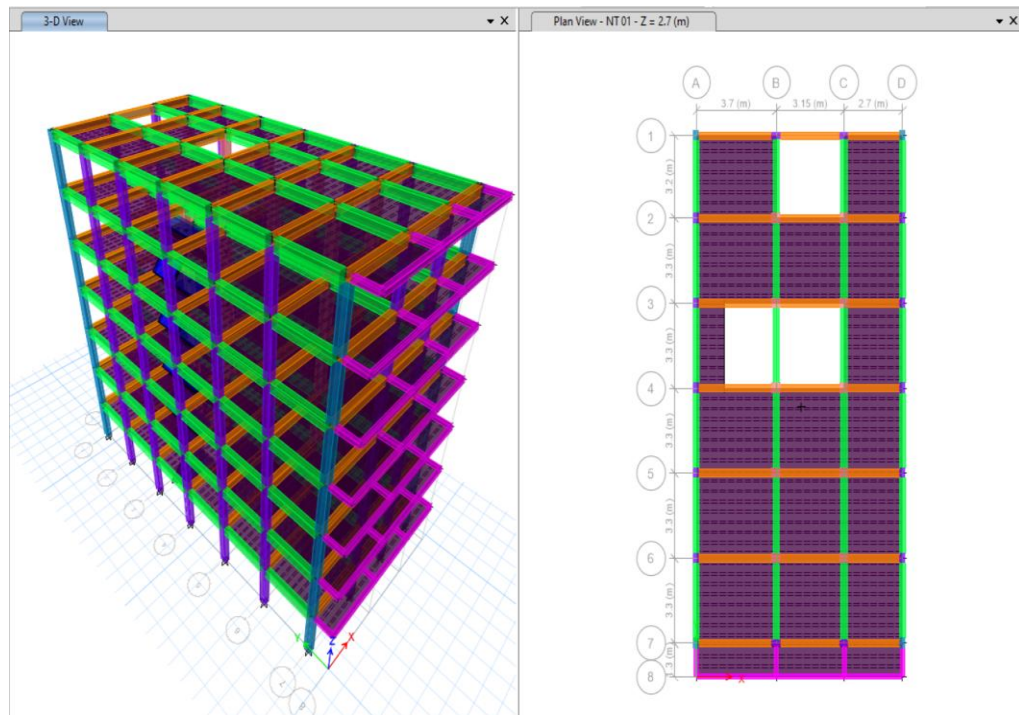 3-D View
Plan View - NT 01 - Z = 2.7 (m)
A B C D
3.7 (m) 3.15 (m) 2.7 (m)
1
3.2 (m)
2
3.3 (m)
3
3.3 (m)
4
3.3 (m)
5
3.3 (m)
6
3.3 (m)
7
8
X
Y
Z
X